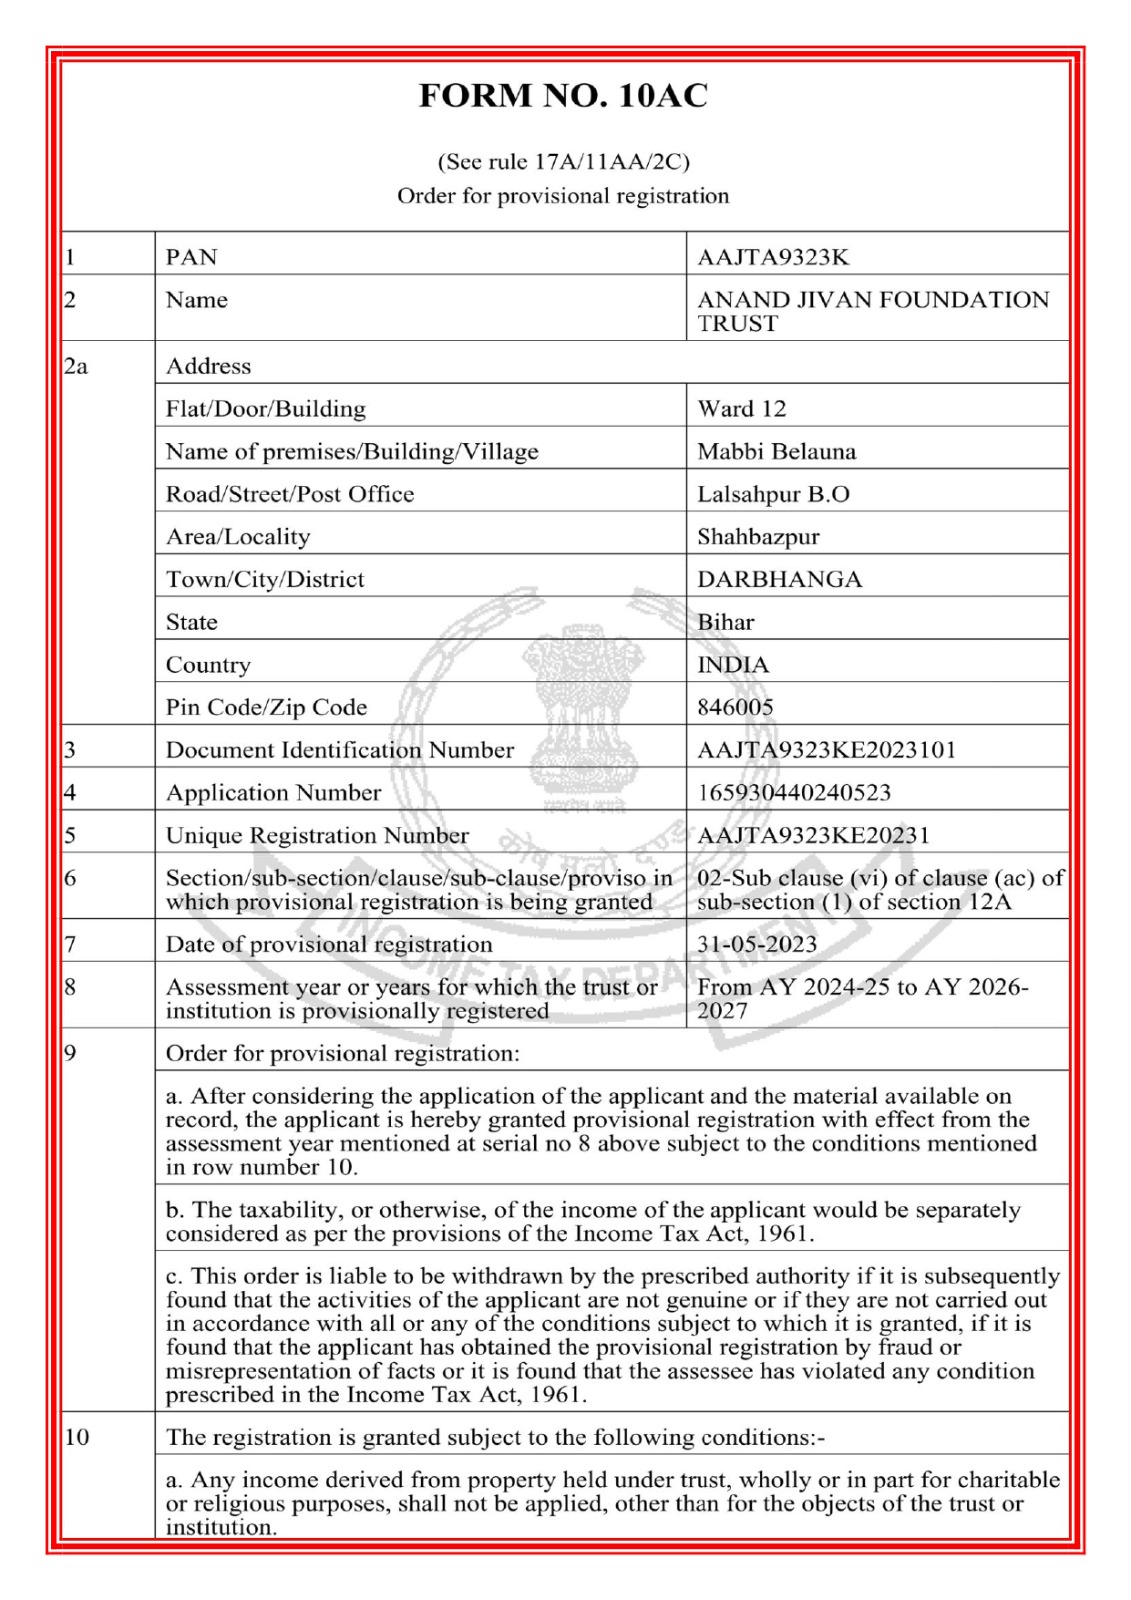 FORM NO. 10AC
(See rule 17A/11AA/2C)
Order for provisional registration
1 PAN AAJTA9323K
2 Name ANAND JIVAN FOUNDATION
TRUST
2a Address
Flat/Door/Building Ward 12
Name of premises/Building/Village Mabbi Belauna
Road/Street/Post Office Lalsahpur B.O
Area/Locality Shahbazpur
Town/City/District DARBHANGA
State Bihar
Country INDIA
Pin Code/Zip Code 846005
3 Document Identification Number AAJTA9323KE2023101
4 Application Number 165930440240523
सत्यमेव जयते
5 Unique Registration Number AAJTA9323KE20231
कोष मूलो दण्डः
6 Section/sub-section/clause/sub-clause/proviso in 02-Sub clause (vi) of clause (ac) of
which provisional registration is being granted sub-section (1) of section 12A
7 Date of provisional registration 31-05-2023
INCOME TAX DEPARTMENT
8 Assessment year or years for which the trust or From AY 2024-25 to AY 2026-
institution is provisionally registered 2027
9 Order for provisional registration:
a. After considering the application of the applicant and the material available on
record, the applicant is hereby granted provisional registration with effect from the
assessment year mentioned at serial no 8 above subject to the conditions mentioned
in row number 10.
b. The taxability, or otherwise, of the income of the applicant would be separately
considered as per the provisions of the Income Tax Act, 1961.
c. This order is liable to be withdrawn by the prescribed authority if it is subsequently
found that the activities of the applicant are not genuine or if they are not carried out
in accordance with all or any of the conditions subject to which it is granted, if it is
found that the applicant has obtained the provisional registration by fraud or
misrepresentation of facts or it is found that the assessee has violated any condition
prescribed in the Income Tax Act, 1961.
10 The registration is granted subject to the following conditions:-
a. Any income derived from property held under trust, wholly or in part for charitable
or religious purposes, shall not be applied, other than for the objects of the trust or
institution.